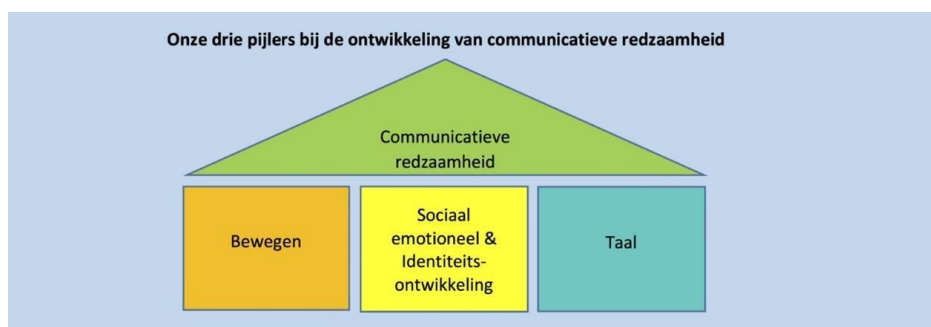 Onze drie pijlers bij de ontwikkeling van communicatieve redzaamheid
Communicatieve
redzaamheid
Bewegen
Sociaal
emotioneel &
Identiteits-
ontwikkeling
Taal